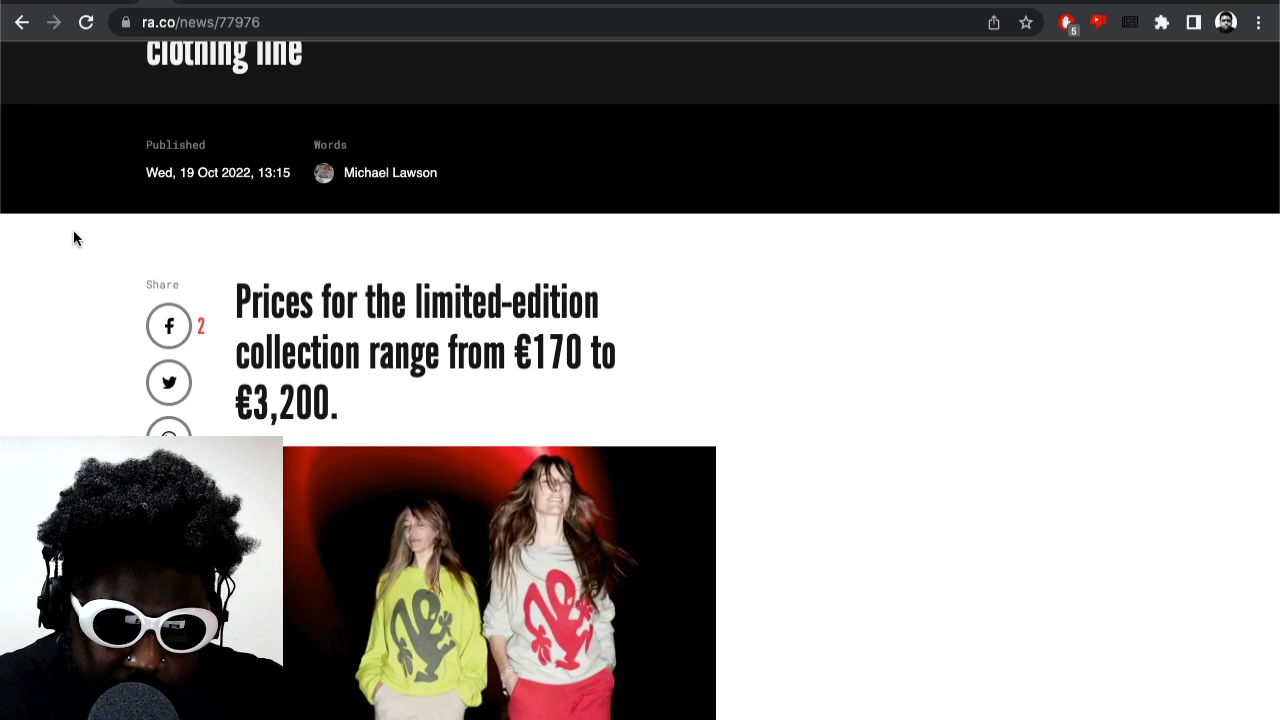 ra.co/news/77976
5
clothing line
Published
Words
Wed, 19 Oct 2022, 13:15
Michael Lawson
Share
2
Prices for the limited-edition
collection range from €170 to
€3,200.